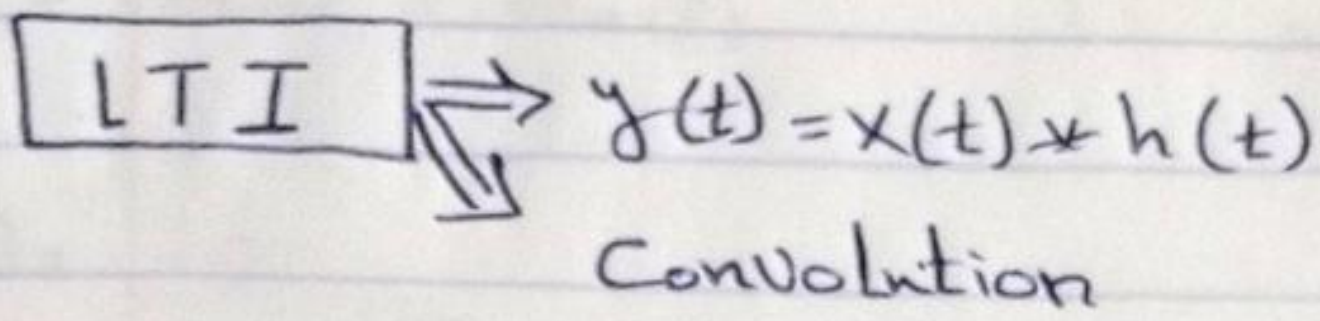 LTI y(t) = x(t) * h(t)
Convolution